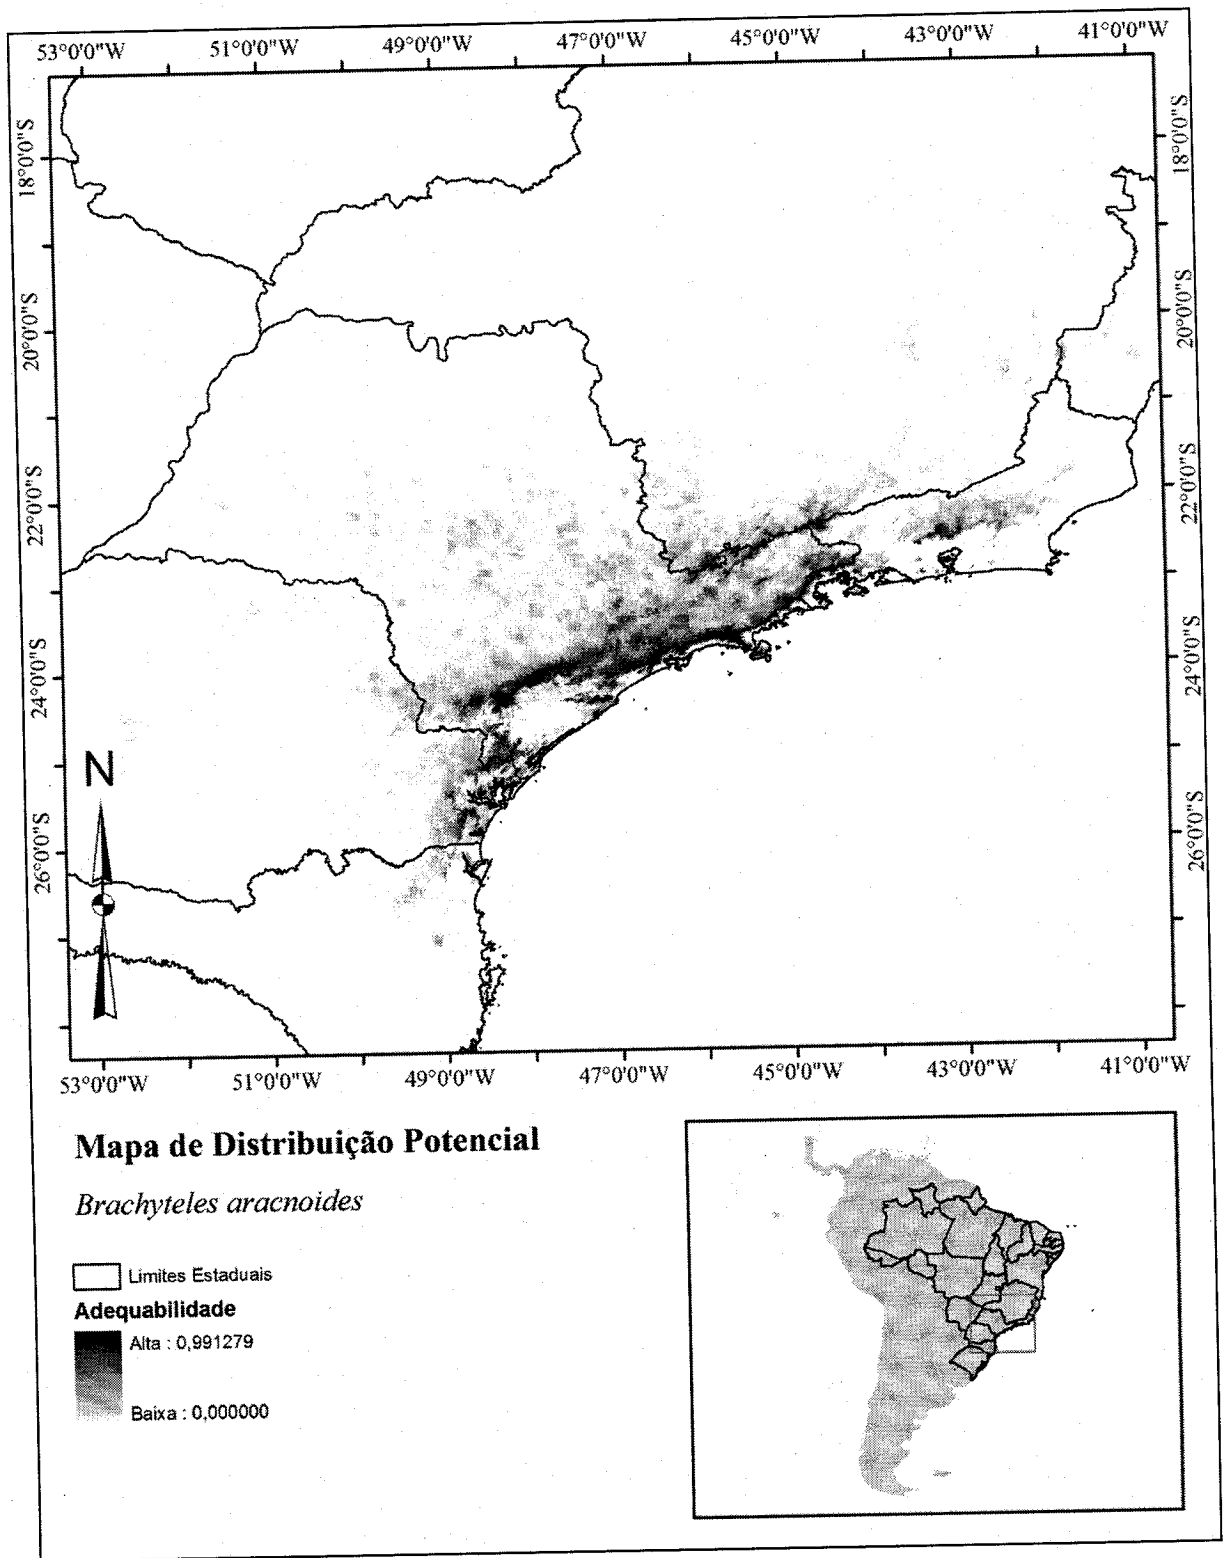 53°0'0"W 51°0'0"W 49°0'0"W 47°0'0"W 45°0'0"W 43°0'0"W 41°0'0"W
18°0'0"S 18°0'0"S
20°0'0"S 20°0'0"S
22°0'0"S 22°0'0"S
24°0'0"S 24°0'0"S
N
26°0'0"S 26°0'0"S
53°0'0"W 51°0'0"W 49°0'0"W 47°0'0"W 45°0'0"W 43°0'0"W 41°0'0"W
Mapa de Distribuição Potencial
Brachyteles aracnoides
Limites Estaduais
Adequabilidade
Alta : 0,991279
Baixa : 0,000000